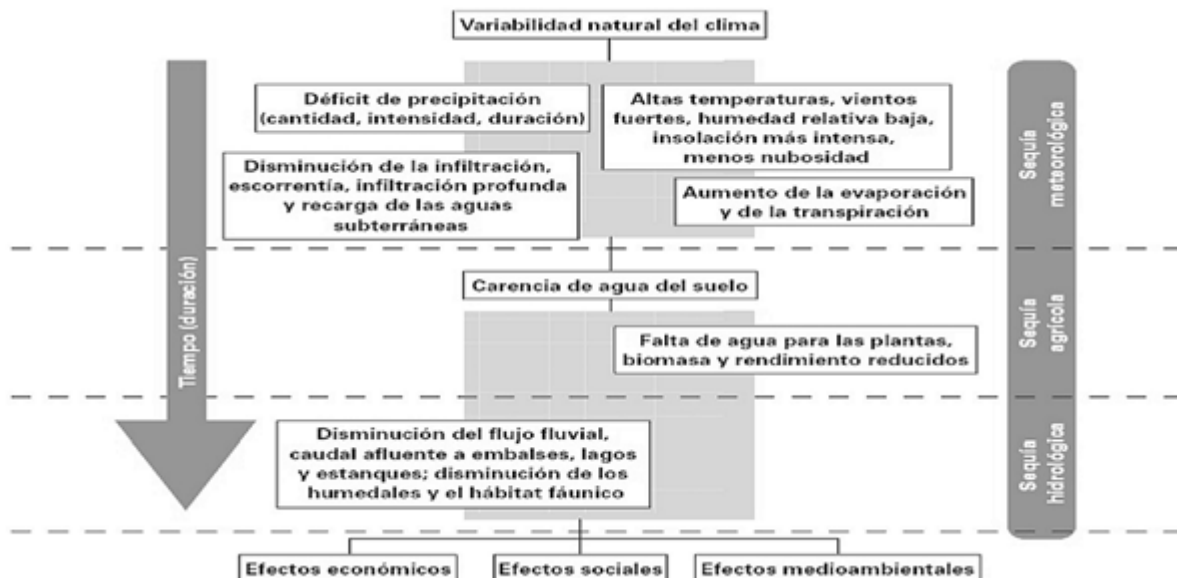 Variabilidad natural del clima
Déficit de precipitación
(cantidad, intensidad, duración)
Altas temperaturas, vientos
fuertes, humedad relativa baja,
insolación más intensa,
menos nubosidad
Disminución de la infiltración,
escorrentía, infiltración profunda
y recarga de las aguas
subterráneas
Aumento de la evaporación
y de la transpiración
Sequía
meteorológica
Tiempo (duración)
Carencia de agua del suelo
Falta de agua para las plantas,
biomasa y rendimiento reducidos
Sequía
agrícola
Disminución del flujo fluvial,
caudal afluente a embalses, lagos
y estanques; disminución de los
humedales y el hábitat fáunico
Sequía
hidrológica
Efectos económicos
Efectos sociales
Efectos medioambientales